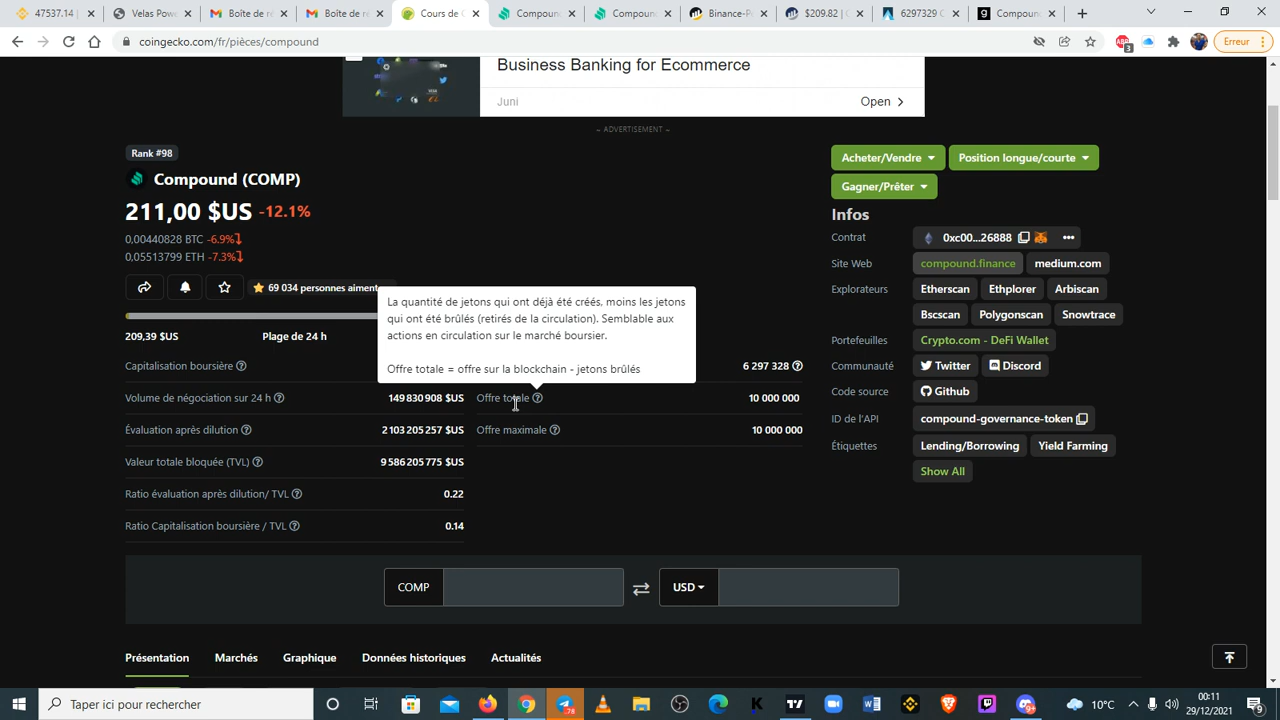 47537.14 |
Velas Pow
Boîte de ré
Boîte de ré
Cours de C
Compoun
Compoun
Binance-P
$209.82 |
6297329 C
Compoun
coingecko.com/fr/pièces/compound
3
Erreur
Business Banking for Ecommerce
Juni
Open
– ADVERTISEMENT –
Rank #98
Compound (COMP)
211,00 $US -12.1%
0,00440828 BTC -6.9%
0,05513799 ETH -7.3%
69 034 personnes aiment
209,39 $US
Plage de 24 h
La quantité de jetons qui ont déjà été créés, moins les jetons
qui ont été brûlés (retirés de la circulation). Semblable aux
actions en circulation sur le marché boursier.
Offre totale = offre sur la blockchain - jetons brûlés
Capitalisation boursière
6 297 328
Volume de négociation sur 24 h
149 830 908 $US
Offre totale
10 000 000
Évaluation après dilution
2 103 205 257 $US
Offre maximale
10 000 000
Valeur totale bloquée (TVL)
9 586 205 775 $US
Ratio évaluation après dilution/ TVL
0.22
Ratio Capitalisation boursière / TVL
0.14
Acheter/Vendre
Position longue/courte
Gagner/Prêter
Infos
Contrat
0xc00...26888
Site Web
compound.finance
medium.com
Explorateurs
Etherscan
Ethplorer
Arbiscan
Bscscan
Polygonscan
Snowtrace
Portefeuilles
Crypto.com - DeFi Wallet
Communauté
Twitter
Discord
Code source
Github
ID de l'API
compound-governance-token
Étiquettes
Lending/Borrowing
Yield Farming
Show All
COMP
USD
Présentation
Marchés
Graphique
Données historiques
Actualités
Taper ici pour rechercher
10°C
00:11
29/12/2021